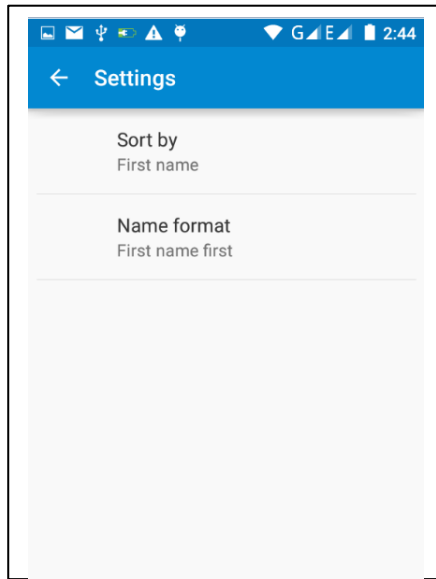 G E 2:44
Settings
Sort by
First name
Name format
First name first